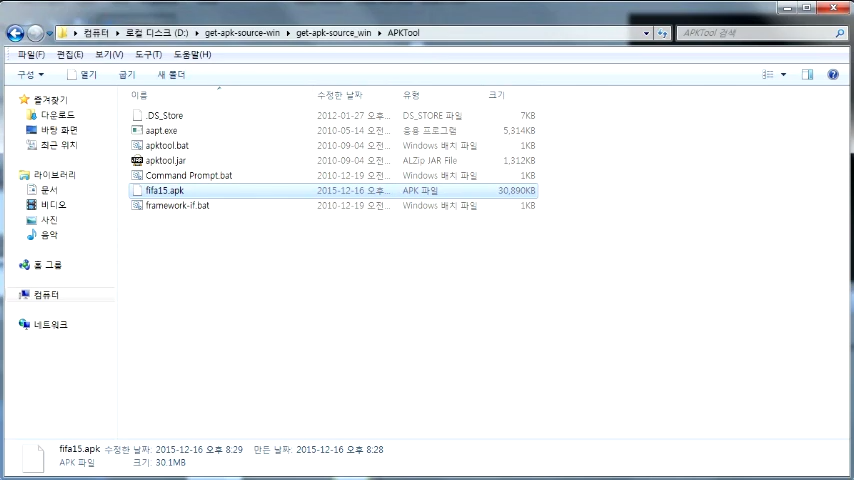 컴퓨터 ▸ 로컬 디스크 (D:) ▸ get-apk-source-win ▸ get-apk-source_win ▸ APKTool
APKTool 검색
파일(F) 편집(E) 보기(V) 도구(T) 도움말(H)
구성 열기 굽기 새 폴더
이름 수정한 날짜 유형 크기
즐겨찾기
다운로드
바탕 화면
최근 위치
라이브러리
문서
비디오
사진
음악
홈 그룹
컴퓨터
네트워크
.DS_Store 2012-01-27 오후... DS_STORE 파일 7KB
aapt.exe 2010-05-14 오전... 응용 프로그램 5,314KB
apktool.bat 2010-09-04 오전... Windows 배치 파일 1KB
apktool.jar 2010-09-04 오전... ALZip JAR File 1,312KB
Command Prompt.bat 2010-12-19 오전... Windows 배치 파일 1KB
fifa15.apk 2015-12-16 오후... APK 파일 30,890KB
framework-if.bat 2010-12-19 오전... Windows 배치 파일 1KB
fifa15.apk 수정한 날짜: 2015-12-16 오후 8:29 만든 날짜: 2015-12-16 오후 8:28
APK 파일 크기: 30.1MB